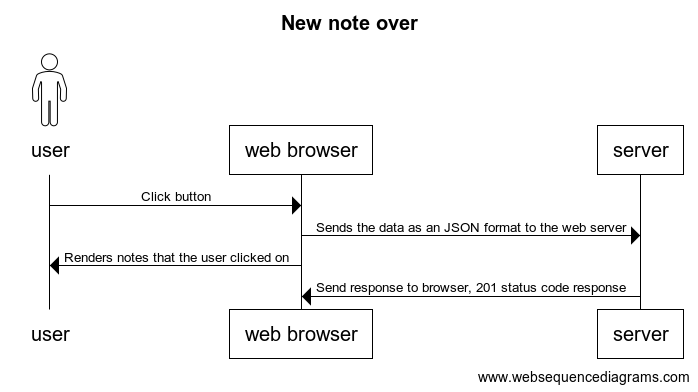 New note over
user
web browser
server
Click button
Sends the data as an JSON format to the web server
Renders notes that the user clicked on
Send response to browser, 201 status code response
user
web browser
server
www.websequencediagrams.com